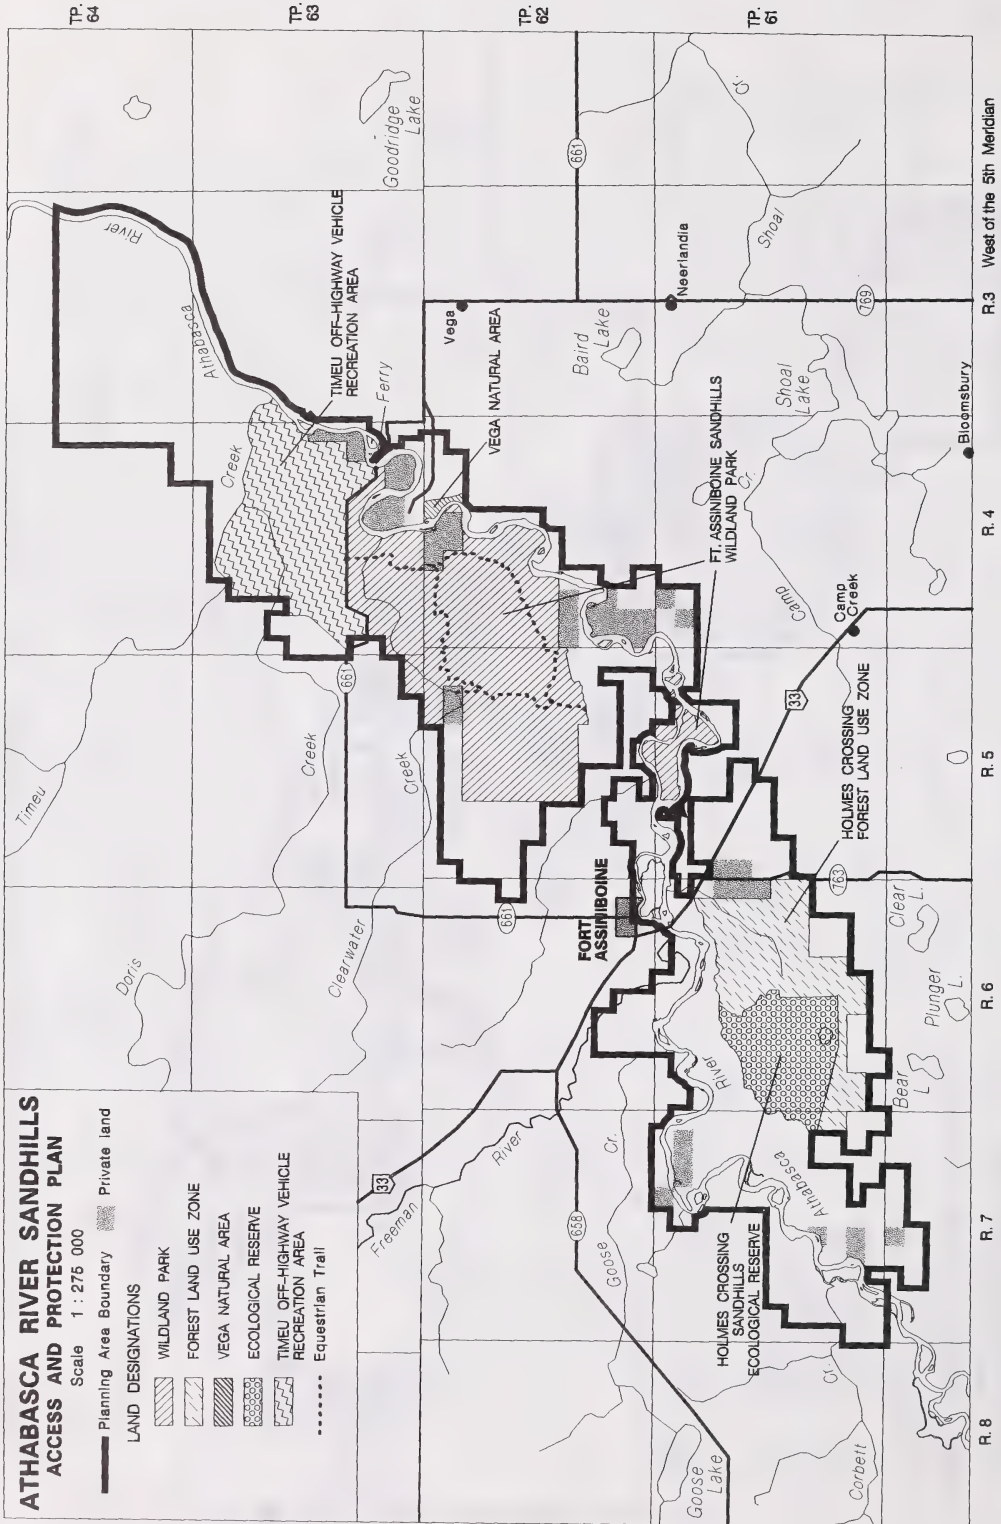 ATHABASCA RIVER SANDHILLS
ACCESS AND PROTECTION PLAN
Scale 1 : 275 000
Planning Area Boundary
Private land
LAND DESIGNATIONS
WILDLAND PARK
FOREST LAND USE ZONE
VEGA NATURAL AREA
ECOLOGICAL RESERVE
TIMEU OFF-HIGHWAY VEHICLE
RECREATION AREA
Equestrian Trail
TP.
64
TP.
63
TP.
62
TP.
61
Timeu
Creek
Doris
Creek
Clearwater
Creek
Athabasca
River
Goodridge
Lake
TIMEU OFF-HIGHWAY VEHICLE
RECREATION AREA
Ferry
Vega
VEGA NATURAL AREA
661
661
661
Baird
Lake
Neerlandia
Shoal
Cr.
769
Shoal
Lake
Bloomsbury
FT. ASSINIBOINE SANDHILLS
WILDLAND PARK
Camp
Cr.
Camp
Creek
33
FORT
ASSINIBOINE
HOLMES CROSSING
FOREST LAND USE ZONE
763
Clear
L.
Plunger
L.
Bear
L.
33
Freeman
River
658
Goose
Cr.
River
Athabasca
HOLMES CROSSING
SANDHILLS
ECOLOGICAL RESERVE
Goose
Lake
Corbett
Cr.
R. 8
R. 7
R. 6
R. 5
R. 4
R.3
West of the 5th Meridian